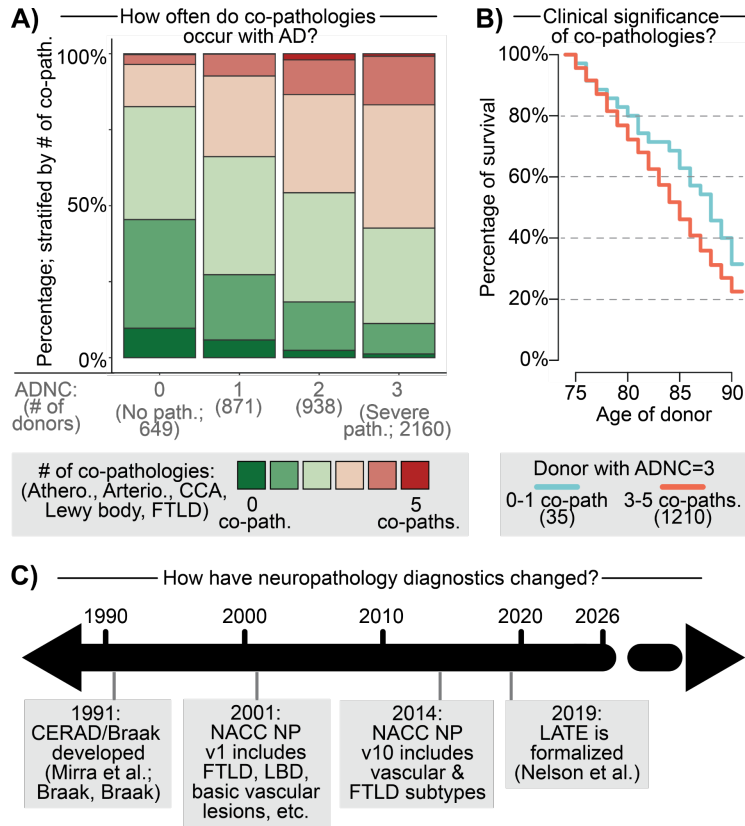 A)
How often do co-pathologies
occur with AD?
Percentage; stratifed by # of co-path.
100%
50%
0%
ADNC:
(# of
donors)
0
(No path.;
649)
1
(871)
2
(938)
3
(Severe
path.; 2160)
# of co-pathologies:
(Athero., Arterio., CCA,
Lewy body, FTLD)
0
co-path.
5
co-paths.
B)
Clinical significance
of co-pathologies?
Percentage of survival
100%
80%
60%
40%
20%
0%
75 80 85 90
Age of donor
Donor with ADNC=3
0-1 co-path
(35)
3-5 co-paths.
(1210)
C)
How have neuropathology diagnostics changed?
1990 2000 2010 2020 2026
1991:
CERAD/Braak
developed
(Mirra et al.;
Braak, Braak)
2001:
NACC NP
v1 includes
FTLD, LBD,
basic vascular
lesions, etc.
2014:
NACC NP
v10 includes
vascular &
FTLD subtypes
2019:
LATE is
formalized
(Nelson et al.)